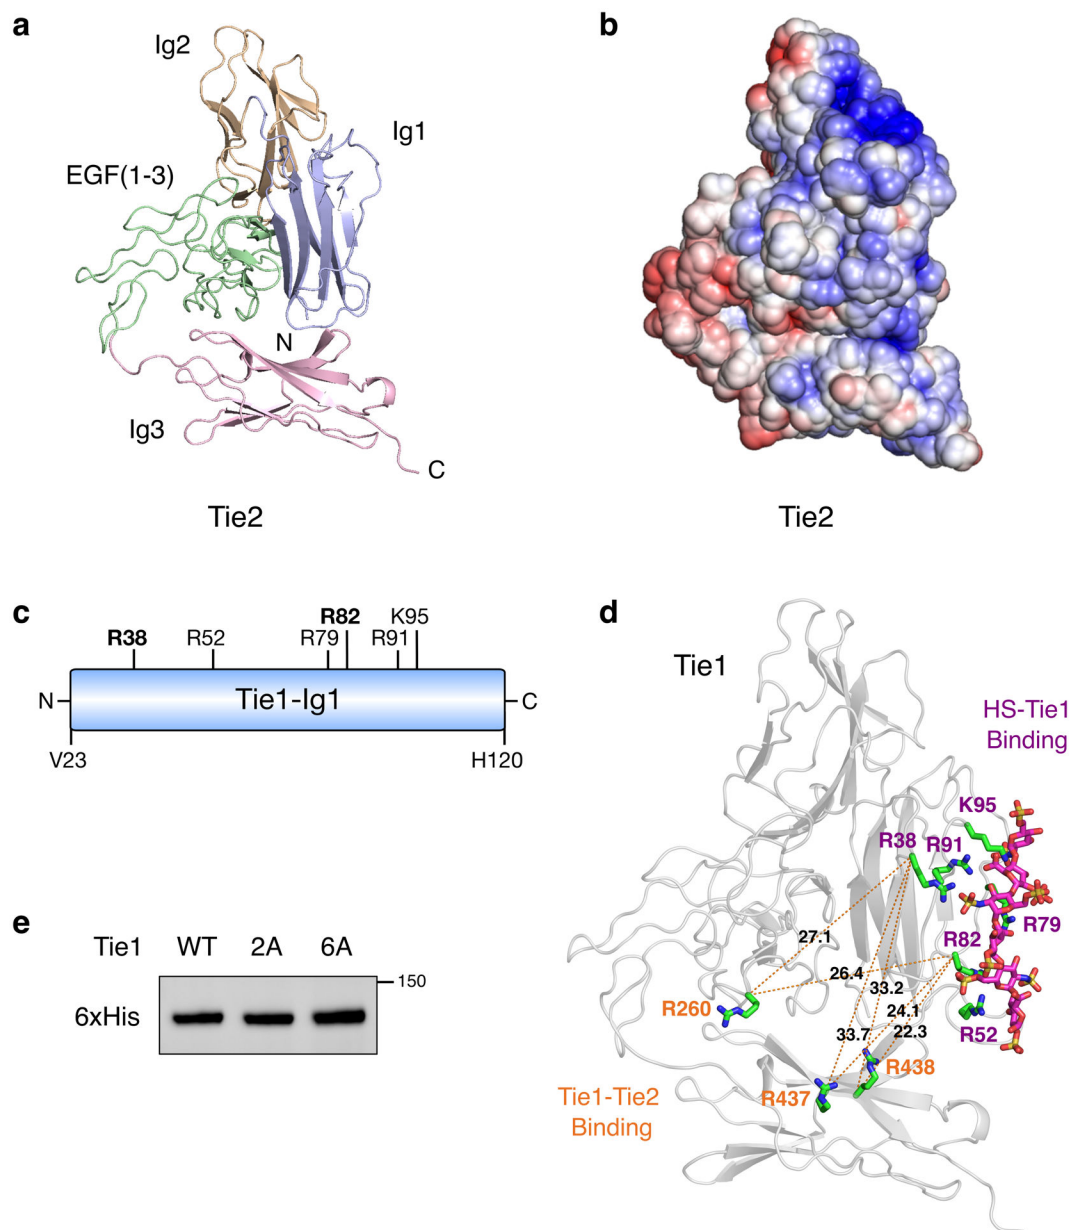 a
Ig2
Ig1
EGF(1-3)
N
Ig3
C
Tie2
b
Tie2
c
R38
R52
R79
R82
R91
K95
N
Tie1-Ig1
C
V23
H120
d
Tie1
HS-Tie1
Binding
K95
R38
R91
R79
R82
R52
27.1
26.4
33.2
24.1
22.3
33.7
R260
R438
R437
Tie1-Tie2
Binding
e
Tie1
WT
2A
6A
150
6xHis